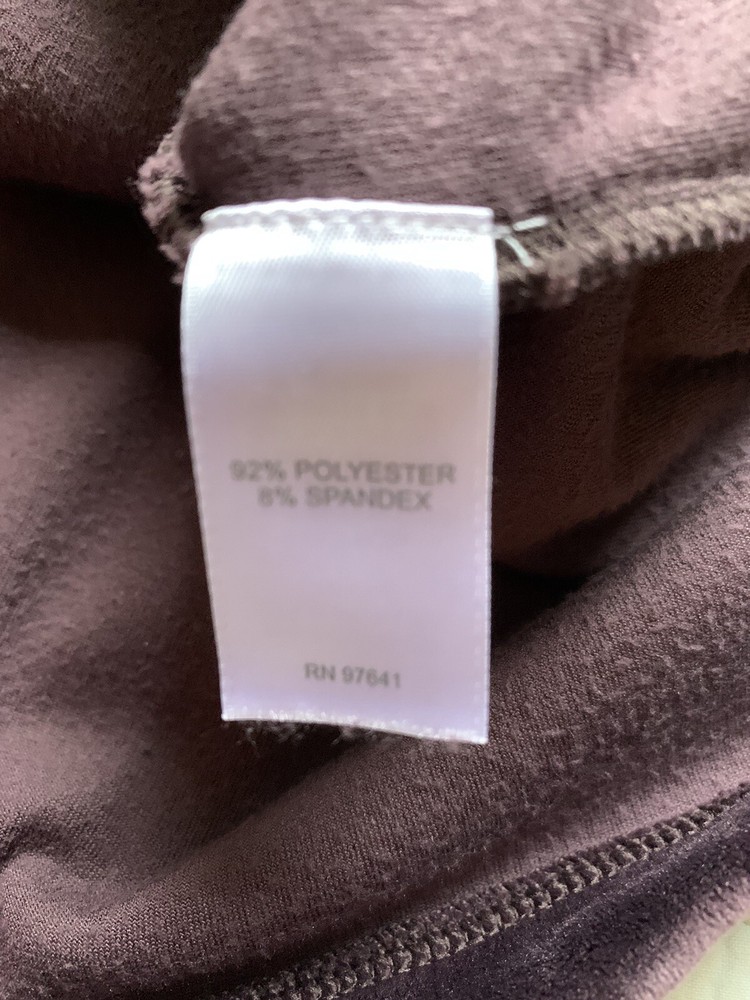 92% POLYESTER
8% SPANDEX
RN 97641